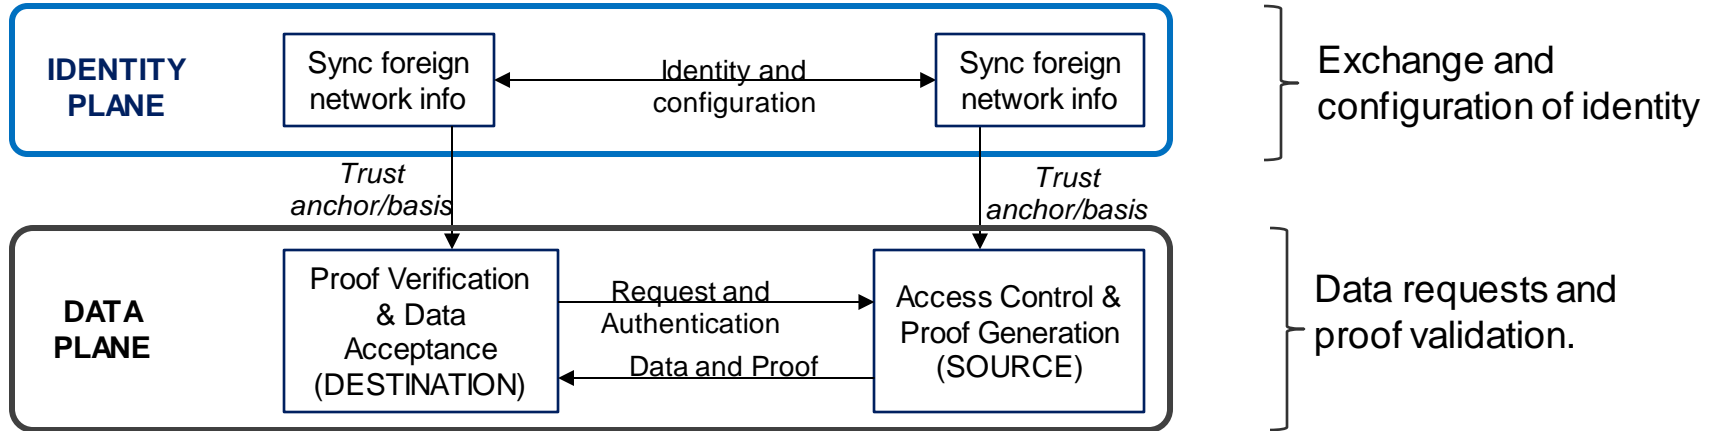 IDENTITY
PLANE
Sync foreign
network info
Identity and
configuration
Sync foreign
network info
Exchange and
configuration of identity
Trust
anchor/basis
Trust
anchor/basis
DATA
PLANE
Proof Verification
& Data
Acceptance
(DESTINATION)
Request and
Authentication
Data and Proof
Access Control &
Proof Generation
(SOURCE)
Data requests and
proof validation.